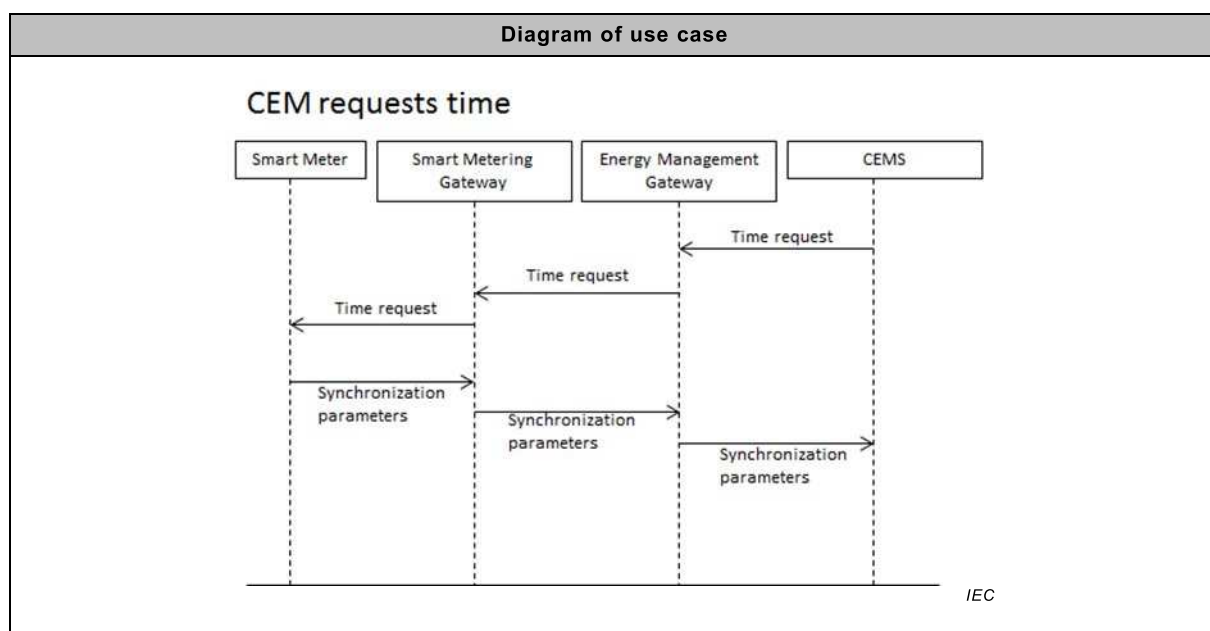 Diagram of use case
CEM requests time
Smart Meter
Smart Metering
Gateway
Energy Management
Gateway
CEMS
Time request
Time request
Time request
Synchronization
parameters
Synchronization
parameters
Synchronization
parameters
IEC